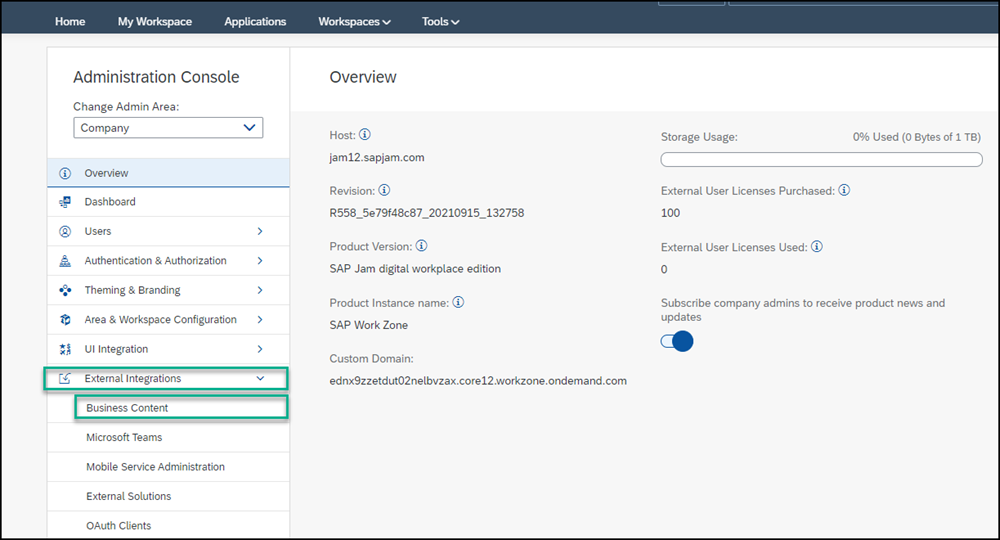 Home
My Workspace
Applications
Workspaces
Tools
Administration Console
Change Admin Area:
Company
Overview
Dashboard
Users
Authentication & Authorization
Theming & Branding
Area & Workspace Configuration
UI Integration
External Integrations
Business Content
Microsoft Teams
Mobile Service Administration
External Solutions
OAuth Clients
Overview
Host:
jam12.sapjam.com
Revision:
R558_5e79f48c87_20210915_132758
Product Version:
SAP Jam digital workplace edition
Product Instance name:
SAP Work Zone
Custom Domain:
ednx9zzetdut02nelbvzax.core12.workzone.ondemand.com
Storage Usage:
0% Used (0 Bytes of 1 TB)
External User Licenses Purchased:
100
External User Licenses Used:
0
Subscribe company admins to receive product news and
updates